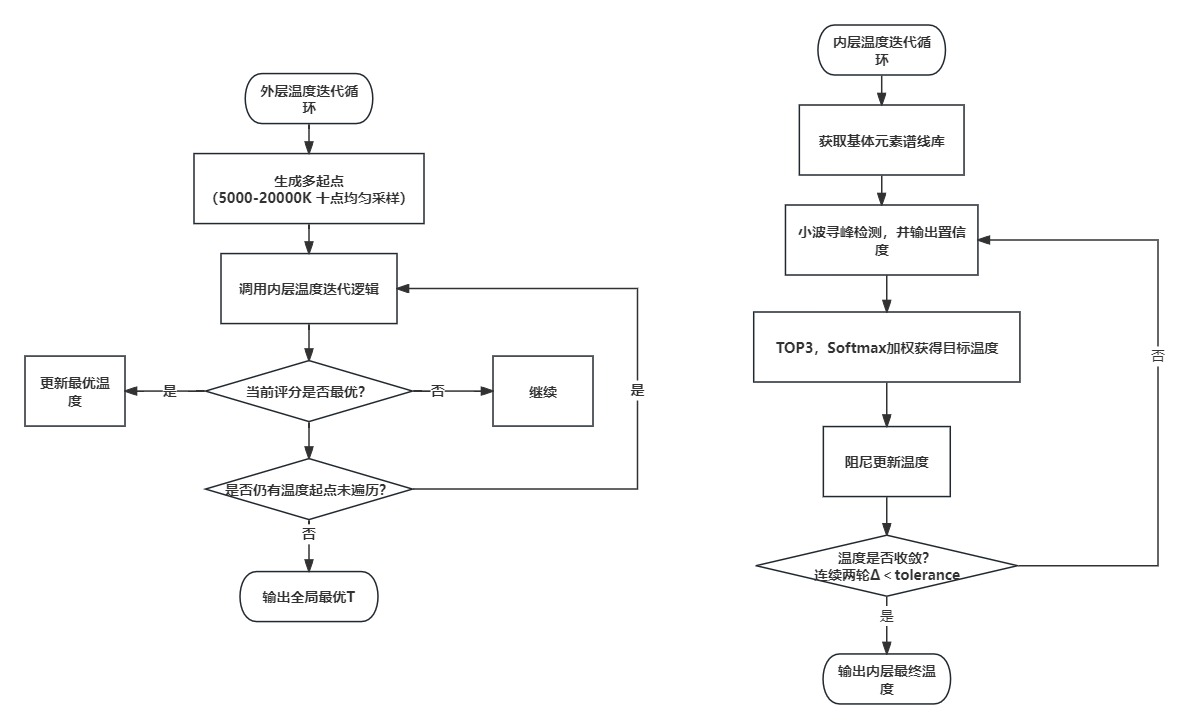 外层温度迭代循
环
生成多起点
（5000-20000K 十点均匀采样）
调用内层温度迭代逻辑
当前评分是否最优？
是
更新最优温
度
否
继续
是否仍有温度起点未遍历？
是
否
输出全局最优T
内层温度迭代循
环
获取基体元素谱线库
小波寻峰检测，并输出置信
度
TOP3，Softmax加权获得目标温度
阻尼更新温度
温度是否收敛？
连续两轮Δ＜tolerance
否
是
输出内层最终温
度